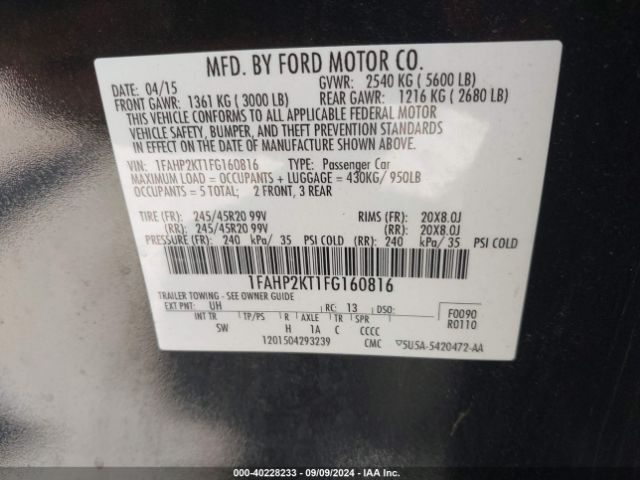 MFD. BY FORD MOTOR CO.
DATE: 04/15 GVWR: 2540 KG ( 5600 LB)
FRONT GAWR: 1361 KG ( 3000 LB) REAR GAWR: 1216 KG ( 2680 LB)
THIS VEHICLE CONFORMS TO ALL APPLICABLE FEDERAL MOTOR
VEHICLE SAFETY, BUMPER, AND THEFT PREVENTION STANDARDS
IN EFFECT ON THE DATE OF MANUFACTURE SHOWN ABOVE.
VIN: 1FAHP2KT1FG160816 TYPE: Passenger Car
MAXIMUM LOAD = OCCUPANTS + LUGGAGE = 430KG/ 950LB
OCCUPANTS = 5 TOTAL; 2 FRONT, 3 REAR
TIRE (FR): 245/45R20 99V RIMS (FR): 20X8.0J
(RR): 245/45R20 99V (RR): 20X8.0J
PRESSURE (FR): 240 kPa/ 35 PSI COLD (RR): 240 kPa/ 35 PSI COLD
1FAHP2KT1FG160816
TRAILER TOWING - SEE OWNER GUIDE
EXT PNT: UH RC: 13 DSO: F0090
INT TR TP/PS R AXLE TR SPR R0110
SW H 1A C CCCC
1201504293239 CMC ▽5U5A-5420472-AA
000-40228233 - 09/09/2024 - IAA Inc.